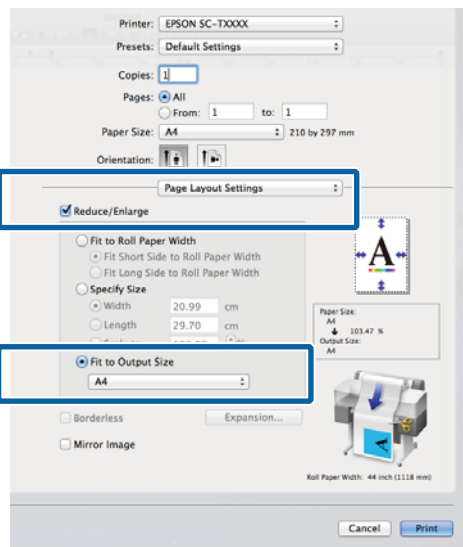 Printer: EPSON SC-TXXXX
Presets: Default Settings
Copies: 1
Pages: All
From: 1 to: 1
Paper Size: A4 210 by 297 mm
Orientation:
Page Layout Settings
Reduce/Enlarge
Fit to Roll Paper Width
Fit Short Side to Roll Paper Width
Fit Long Side to Roll Paper Width
Specify Size
Width 20.99 cm
Length 29.70 cm
Fit to Output Size
A4
Borderless Expansion...
Mirror Image
A
Paper Size:
A4
103.47 %
Output Size:
A4
Roll Paper Width: 44 inch (1118 mm)
Cancel Print